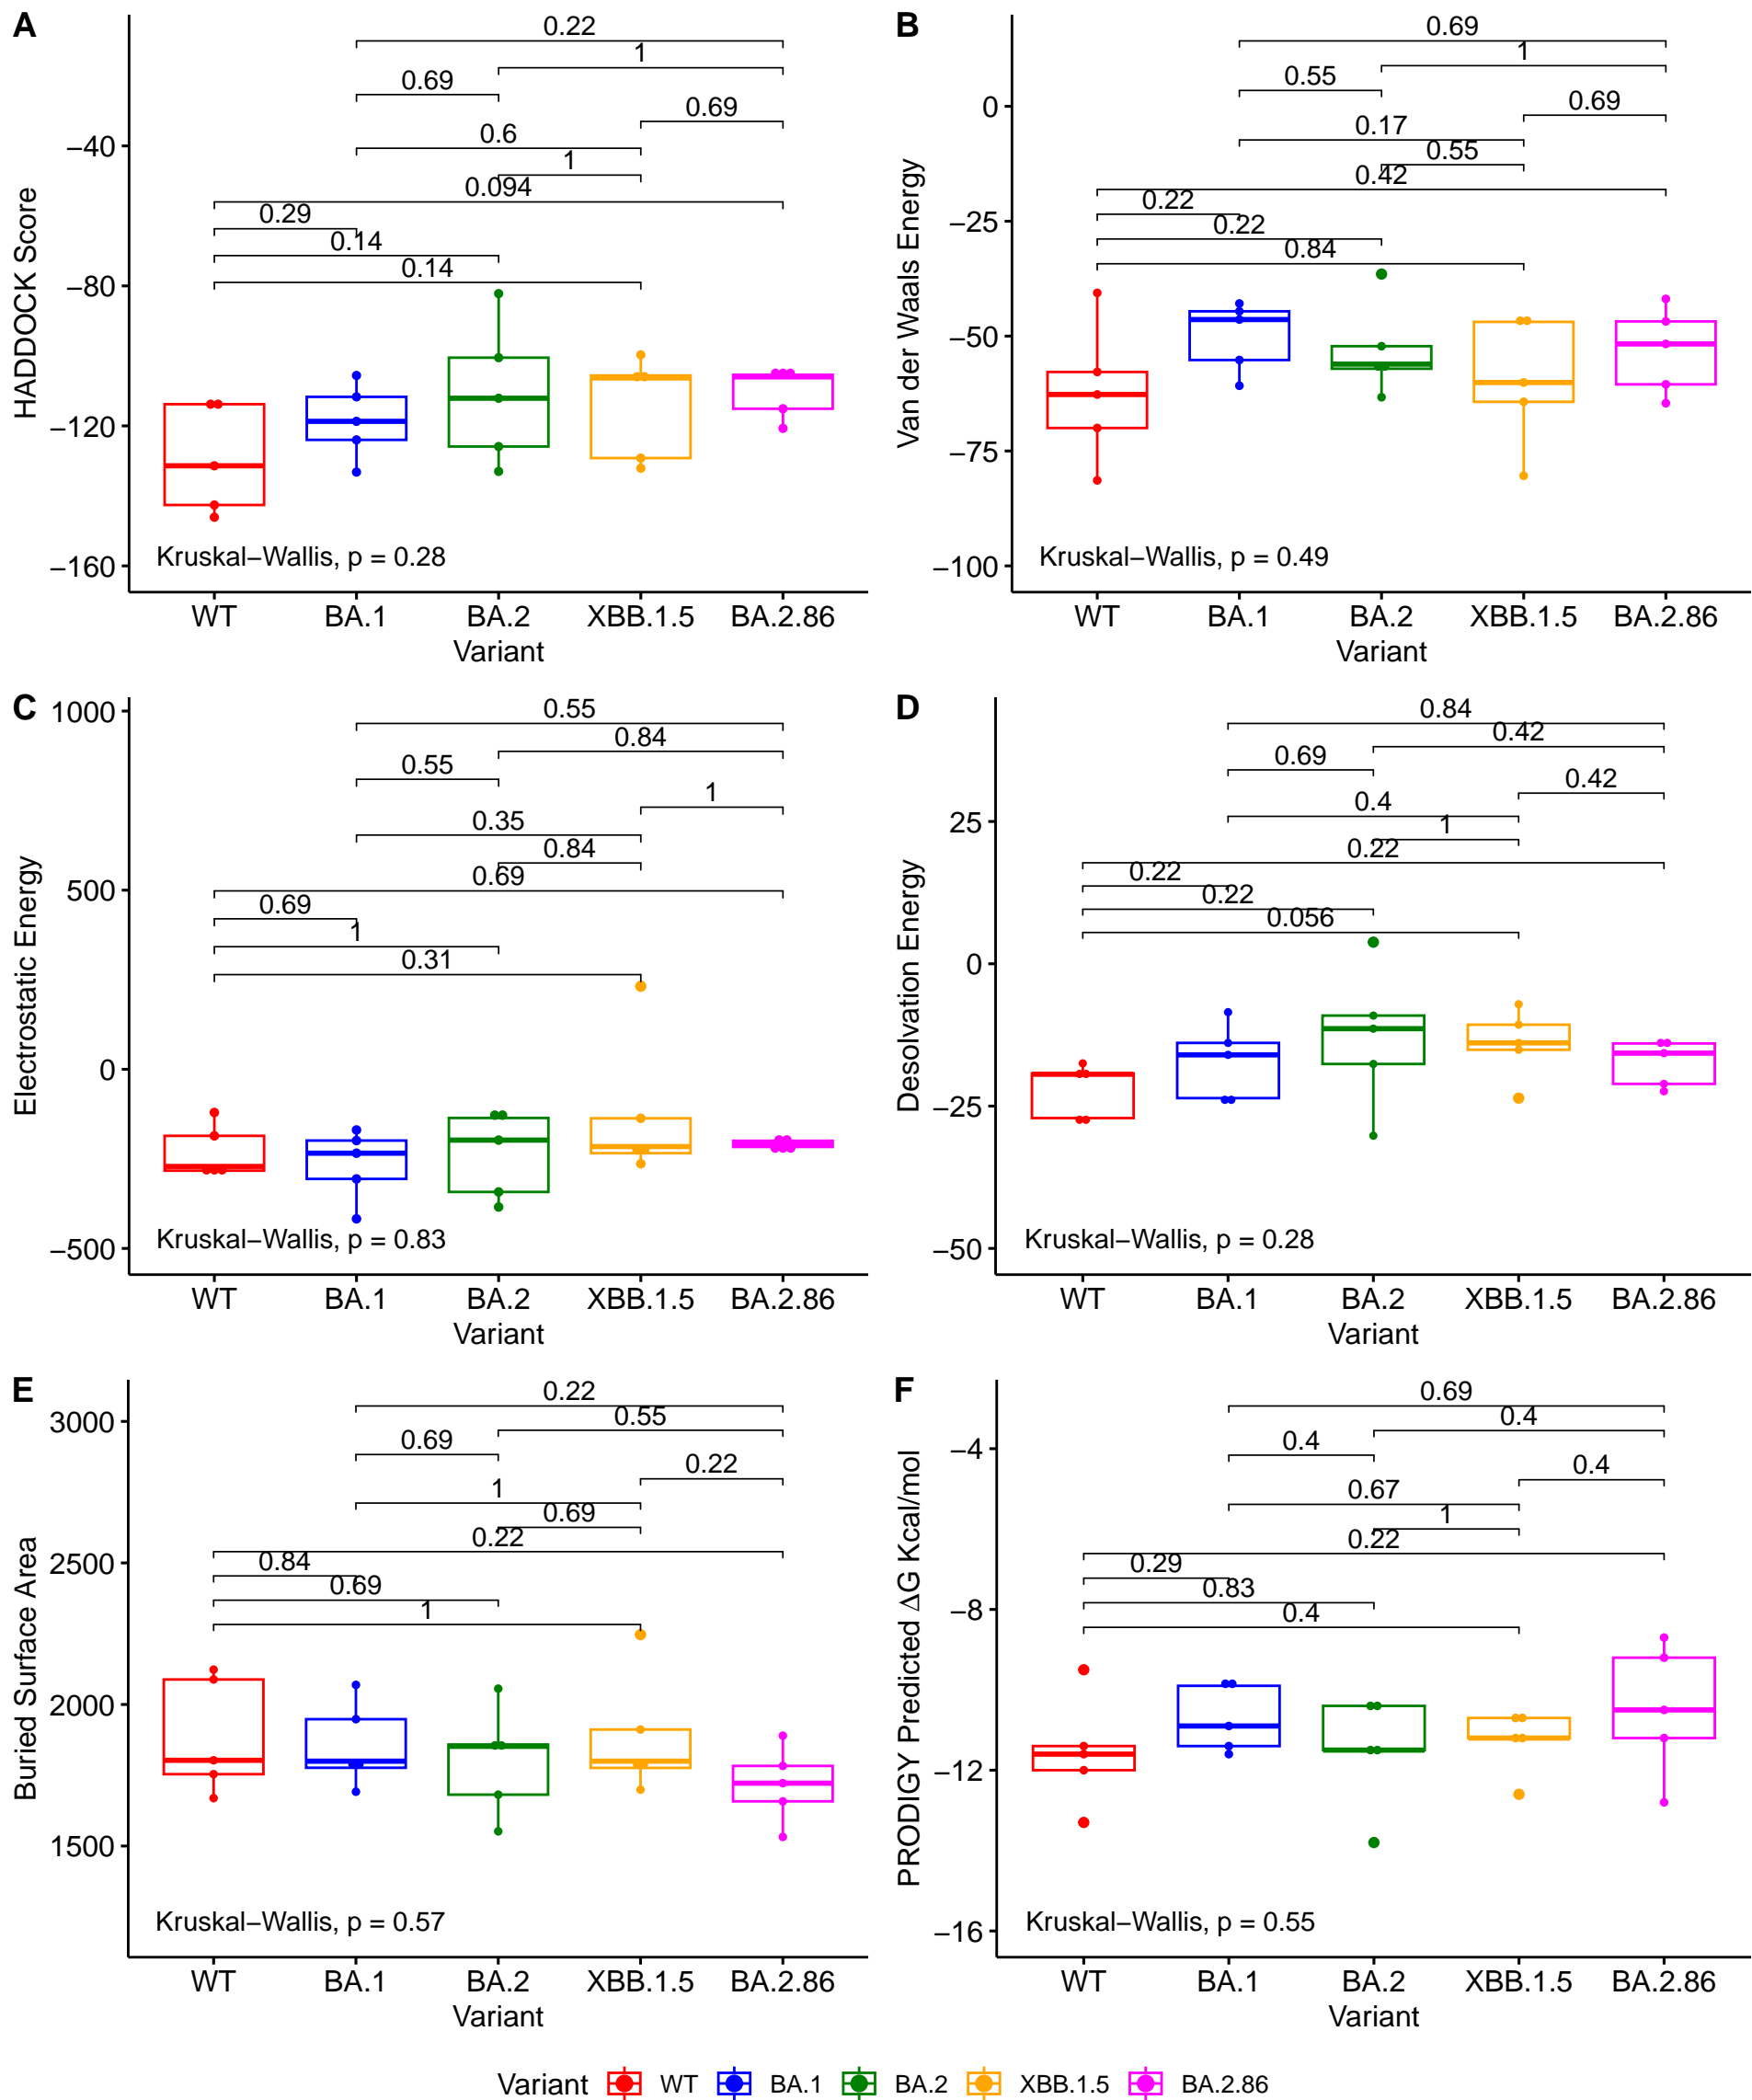 A
0.22
1
0.69
0.69
0.6
1
0.094
0.29
0.14
0.14
−40
−80
−120
−160
HADDOCK Score
Kruskal−Wallis, p = 0.28
WT BA.1 BA.2 XBB.1.5 BA.2.86
Variant
B
0.69
1
0.55
0.69
0.17
0.55
0.42
0.22
0.22
0.84
0
−25
−50
−75
−100
Van der Waals Energy
Kruskal−Wallis, p = 0.49
WT BA.1 BA.2 XBB.1.5 BA.2.86
Variant
C
0.55
0.84
0.55
1
0.35
0.84
0.69
0.69
1
0.31
1000
500
0
−500
Electrostatic Energy
Kruskal−Wallis, p = 0.83
WT BA.1 BA.2 XBB.1.5 BA.2.86
Variant
D
0.84
0.42
0.69
0.42
0.4
1
0.22
0.22
0.22
0.056
25
0
−25
−50
Desolvation Energy
Kruskal−Wallis, p = 0.28
WT BA.1 BA.2 XBB.1.5 BA.2.86
Variant
E
0.22
0.55
0.69
0.22
1
0.69
0.22
0.84
0.69
1
3000
2500
2000
1500
Buried Surface Area
Kruskal−Wallis, p = 0.57
WT BA.1 BA.2 XBB.1.5 BA.2.86
Variant
F
0.69
0.4
0.4
0.4
0.67
1
0.22
0.29
0.83
0.4
−4
−8
−12
−16
PRODIGY Predicted ΔG Kcal/mol
Kruskal−Wallis, p = 0.55
WT BA.1 BA.2 XBB.1.5 BA.2.86
Variant
Variant WT BA.1 BA.2 XBB.1.5 BA.2.86